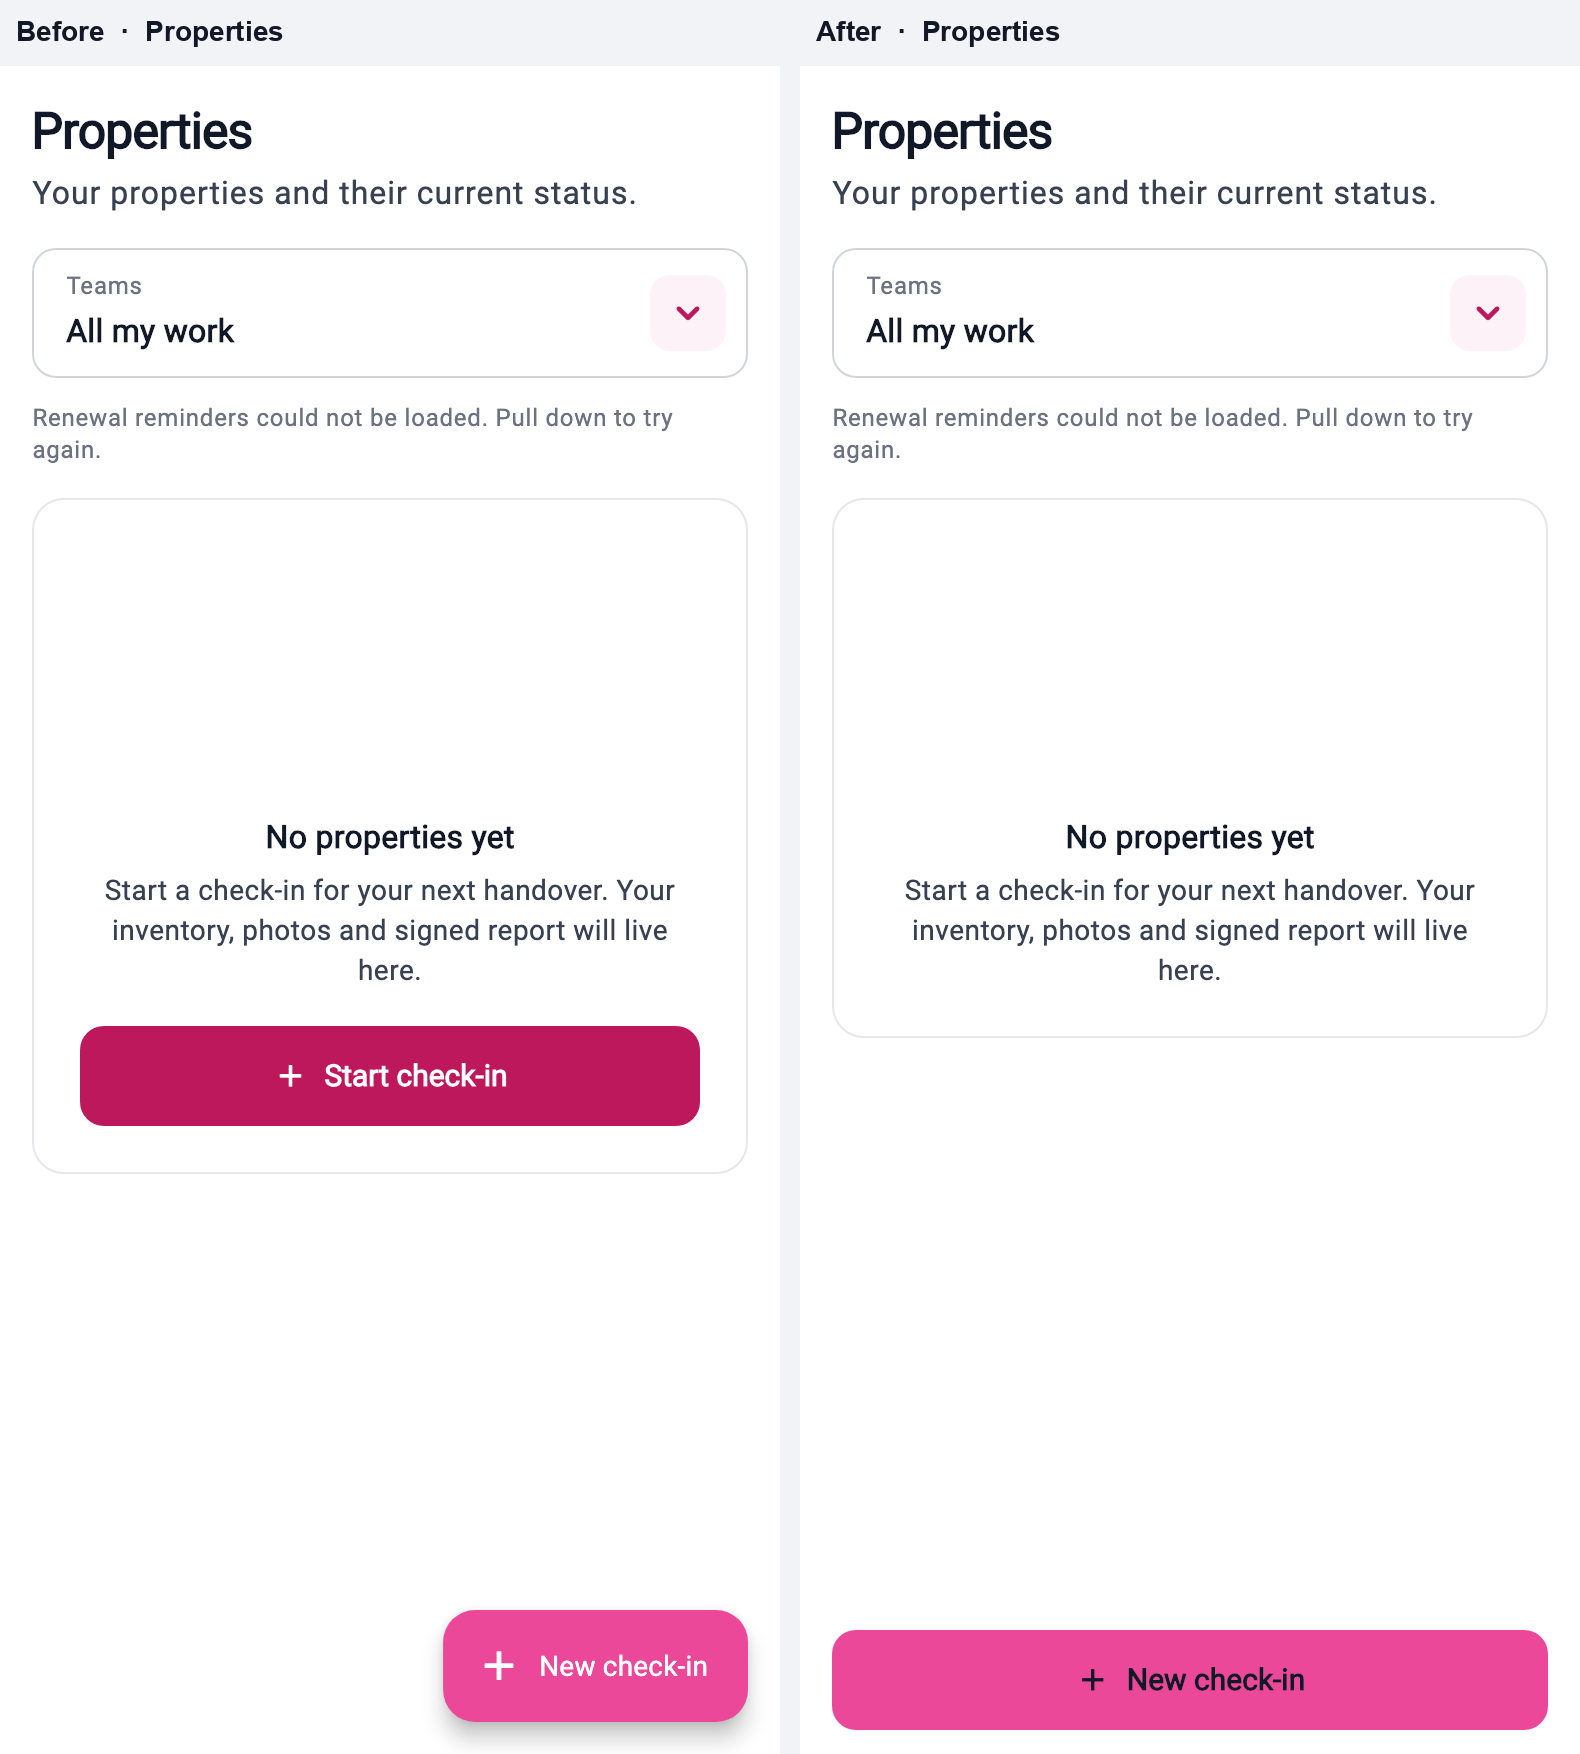 Before · Properties
Properties
Your properties and their current status.
Teams
All my work
Renewal reminders could not be loaded. Pull down to try
again.
No properties yet
Start a check-in for your next handover. Your
inventory, photos and signed report will live
here.
+ Start check-in
+ New check-in
After · Properties
Properties
Your properties and their current status.
Teams
All my work
Renewal reminders could not be loaded. Pull down to try
again.
No properties yet
Start a check-in for your next handover. Your
inventory, photos and signed report will live
here.
+ New check-in